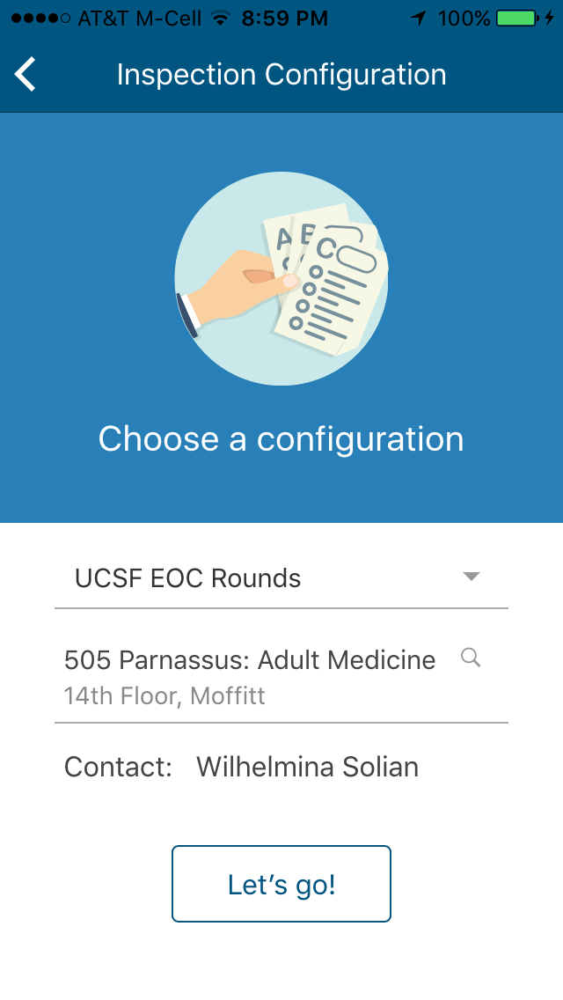 AT&T M-Cell 8:59 PM 100%
Inspection Configuration
A B C
Choose a configuration
UCSF EOC Rounds
505 Parnassus: Adult Medicine
14th Floor, Moffitt
Contact: Wilhelmina Solian
Let's go!